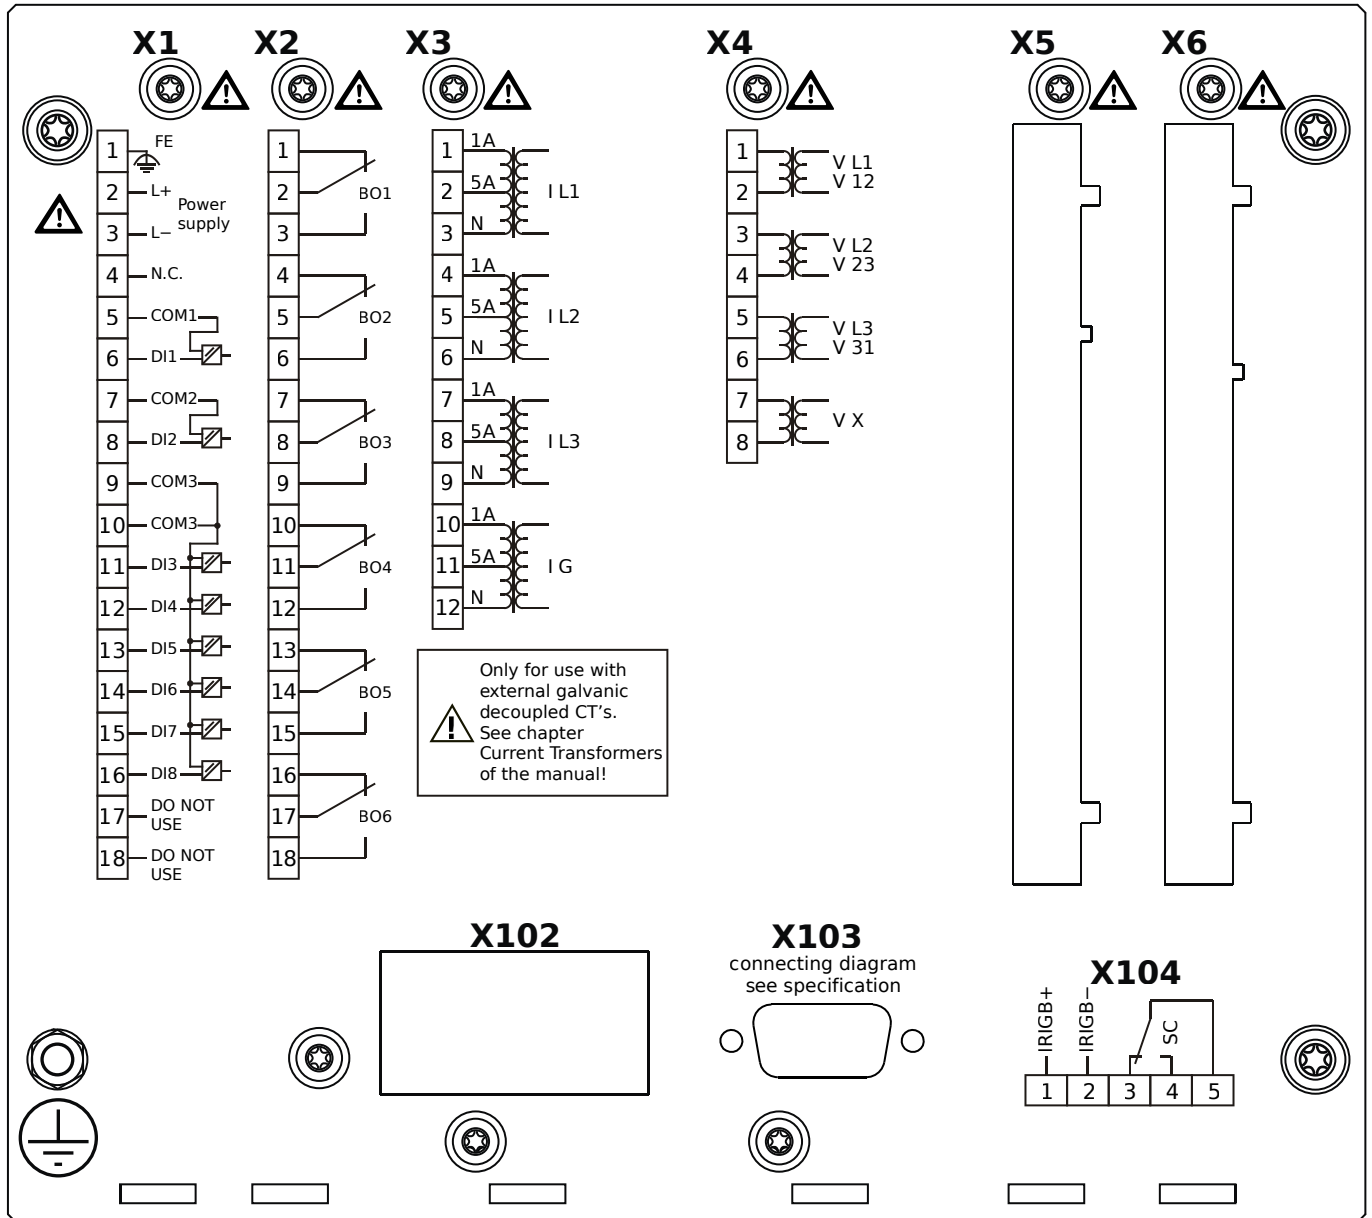 X1 X2 X3 X4 X5 X6
1 FE
2 L+
3 L−
Power
supply
4 N.C.
5 COM1
6 DI1
7 COM2
8 DI2
9 COM3
10 COM3
11 DI3
12 DI4
13 DI5
14 DI6
15 DI7
16 DI8
17 DO NOT
USE
18 DO NOT
USE
1
2 BO1
3
4
5 BO2
6
7
8 BO3
9
10
11 BO4
12
13
14 BO5
15
16
17 BO6
18
1 1A
2 5A I L1
3 N
4 1A
5 5A I L2
6 N
7 1A
8 5A I L3
9 N
10 1A
11 5A I G
12 N
Only for use with
external galvanic
decoupled CT's.
See chapter
Current Transformers
of the manual!
1 V L1
2 V 12
3 V L2
4 V 23
5 V L3
6 V 31
7 V X
8
X102
X103
connecting diagram
see specification
X104
IRIGB+
IRIGB−
SC
1 2 3 4 5